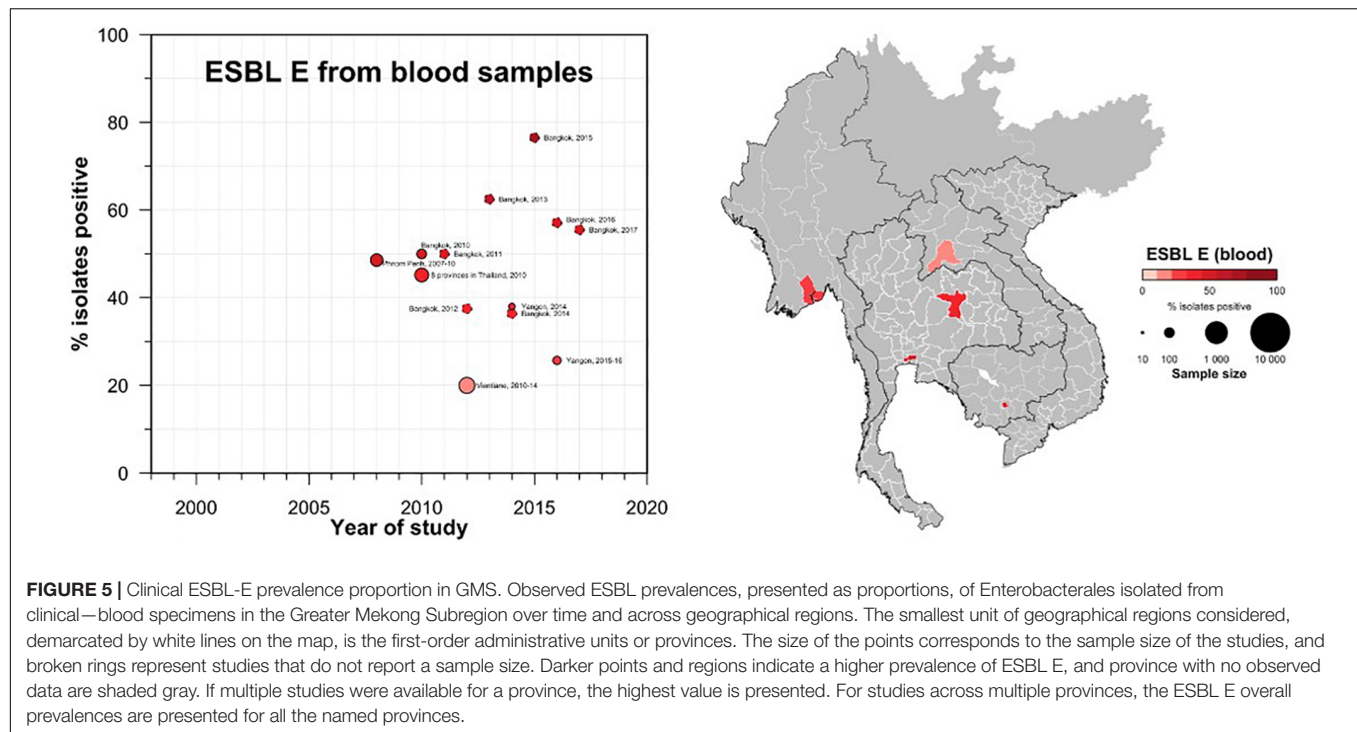 ESBL E from blood samples
% isolates positive
100
80
60
40
20
0
Bangkok, 2015
Bangkok, 2013
Bangkok, 2016
Bangkok, 2017
Bangkok, 2010
Bangkok, 2011
Phnom Penh, 2007-10
8 provinces in Thailand, 2010
Bangkok, 2012
Yangon, 2014
Bangkok, 2014
Yangon, 2015-16
Vientiane, 2010-14
2000 2005 2010 2015 2020
Year of study
ESBL E (blood)
0 50 100
% isolates positive
10 100 1 000 10 000
Sample size
FIGURE 5 | Clinical ESBL-E prevalence proportion in GMS. Observed ESBL prevalences, presented as proportions, of Enterobacterales isolated from
clinical—blood specimens in the Greater Mekong Subregion over time and across geographical regions. The smallest unit of geographical regions considered,
demarcated by white lines on the map, is the first-order administrative units or provinces. The size of the points corresponds to the sample size of the studies, and
broken rings represent studies that do not report a sample size. Darker points and regions indicate a higher prevalence of ESBL E, and province with no observed
data are shaded gray. If multiple studies were available for a province, the highest value is presented. For studies across multiple provinces, the ESBL E overall
prevalences are presented for all the named provinces.